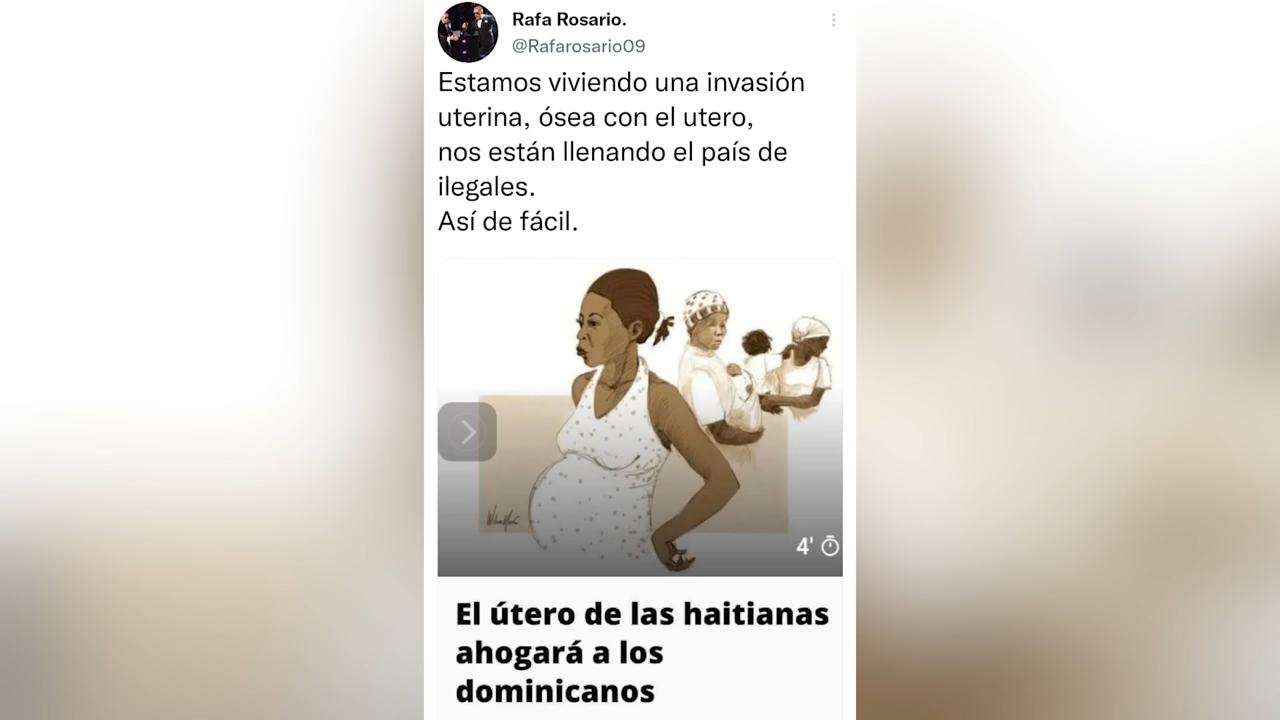 Rafa Rosario.
@Rafarosario09
Estamos viviendo una invasión
uterina, ósea con el utero,
nos están llenando el país de
ilegales.
Así de fácil.
4'
El útero de las haitianas
ahogará a los
dominicanos